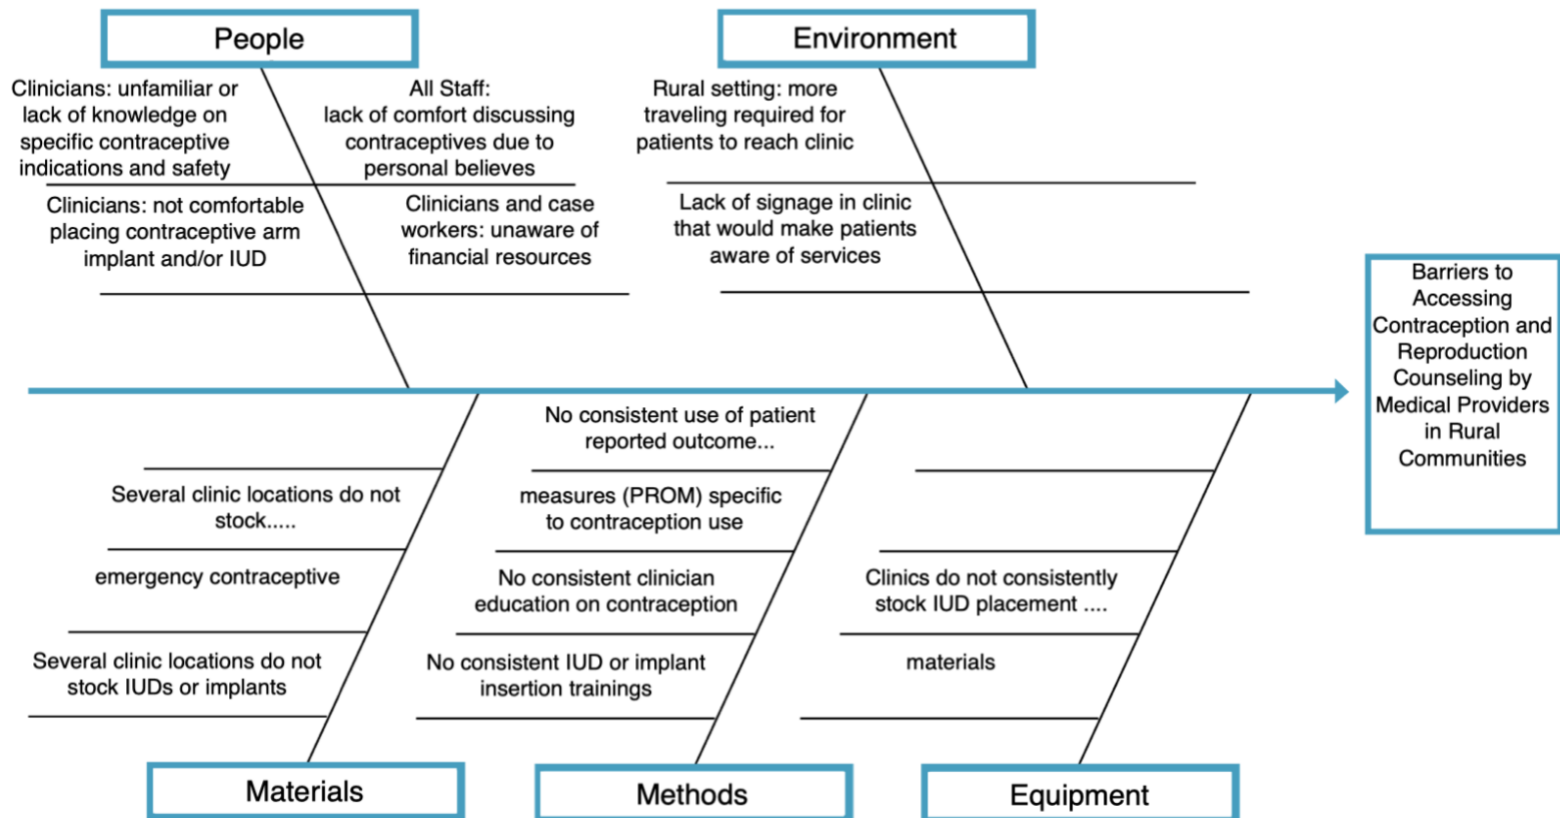 People
Environment
Clinicians: unfamiliar or
lack of knowledge on
specific contraceptive
indications and safety
All Staff:
lack of comfort discussing
contraceptives due to
personal believes
Rural setting: more
traveling required for
patients to reach clinic
Clinicians: not comfortable
placing contraceptive arm
implant and/or IUD
Clinicians and case
workers: unaware of
financial resources
Lack of signage in clinic
that would make patients
aware of services
Barriers to
Accessing
Contraception and
Reproduction
Counseling by
Medical Providers
in Rural
Communities
Several clinic locations do not
stock.....
emergency contraceptive
Several clinic locations do not
stock IUDs or implants
No consistent use of patient
reported outcome...
measures (PROM) specific
to contraception use
No consistent clinician
education on contraception
No consistent IUD or implant
insertion trainings
Clinics do not consistently
stock IUD placement ....
materials
Materials
Methods
Equipment